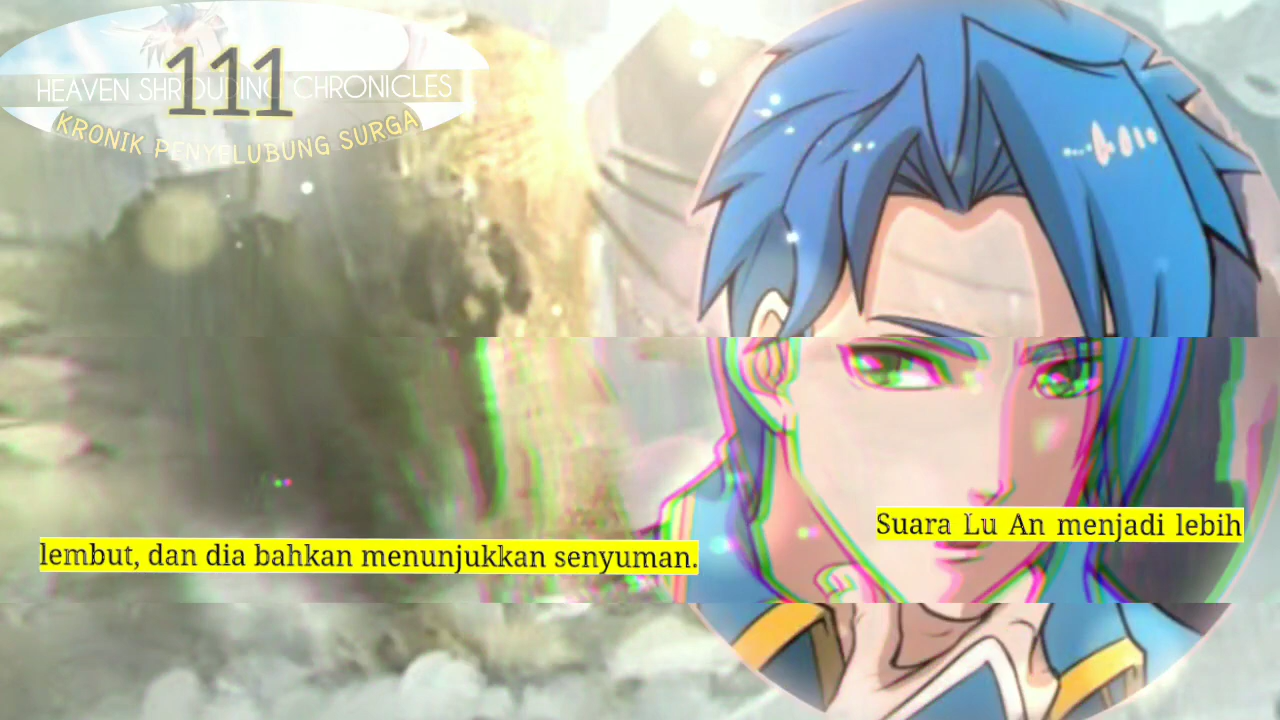 111
HEAVEN SHROUDING CHRONICLES
KRONIK PENYELUBUNG SURGA
Suara Lu An menjadi lebih
lembut, dan dia bahkan menunjukkan senyuman.